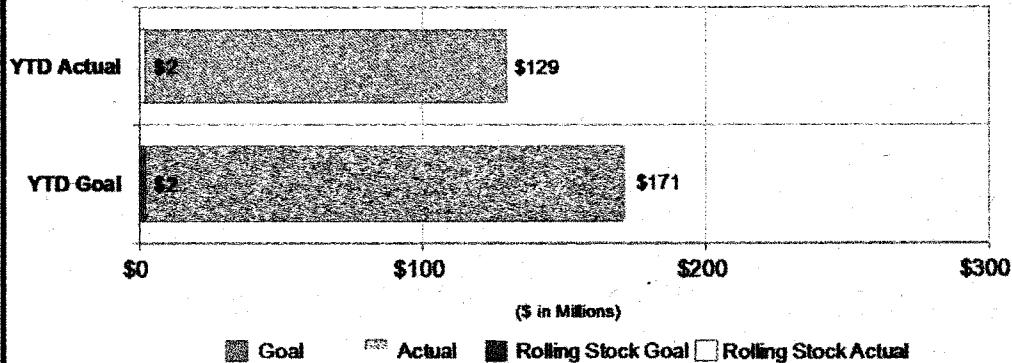 YTD Actual $2 $129
YTD Goal $2 $171
$0 $100 $200 $300
($ in Millions)
Goal Actual Rolling Stock Goal Rolling Stock Actual